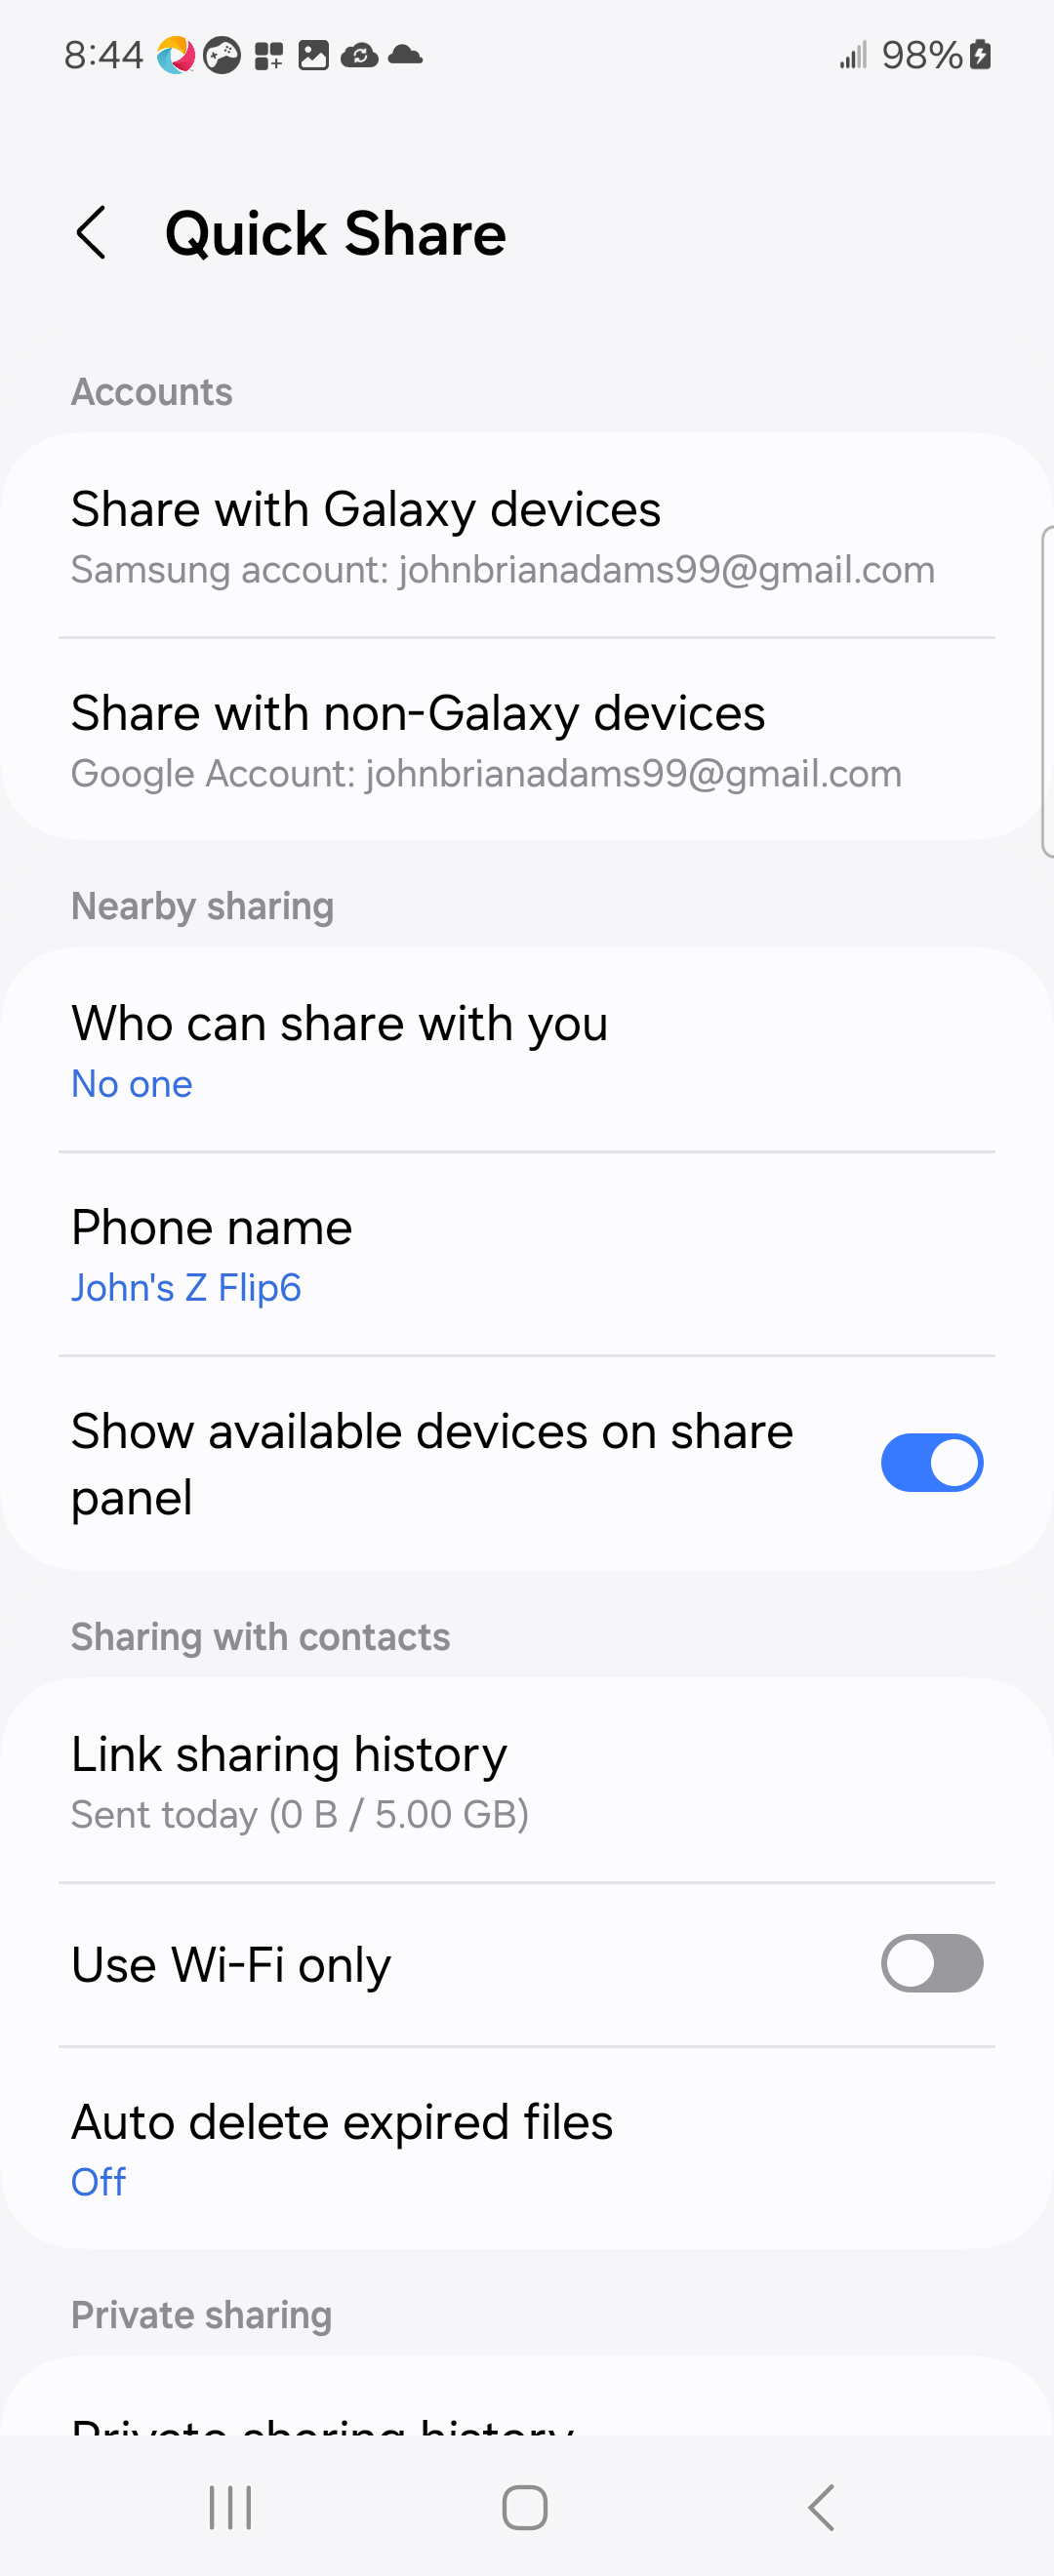 8:44 98%
Quick Share
Accounts
Share with Galaxy devices
Samsung account: johnbrianadams99@gmail.com
Share with non-Galaxy devices
Google Account: johnbrianadams99@gmail.com
Nearby sharing
Who can share with you
No one
Phone name
John's Z Flip6
Show available devices on share
panel
Sharing with contacts
Link sharing history
Sent today (0 B / 5.00 GB)
Use Wi-Fi only
Auto delete expired files
Off
Private sharing
Private sharing history